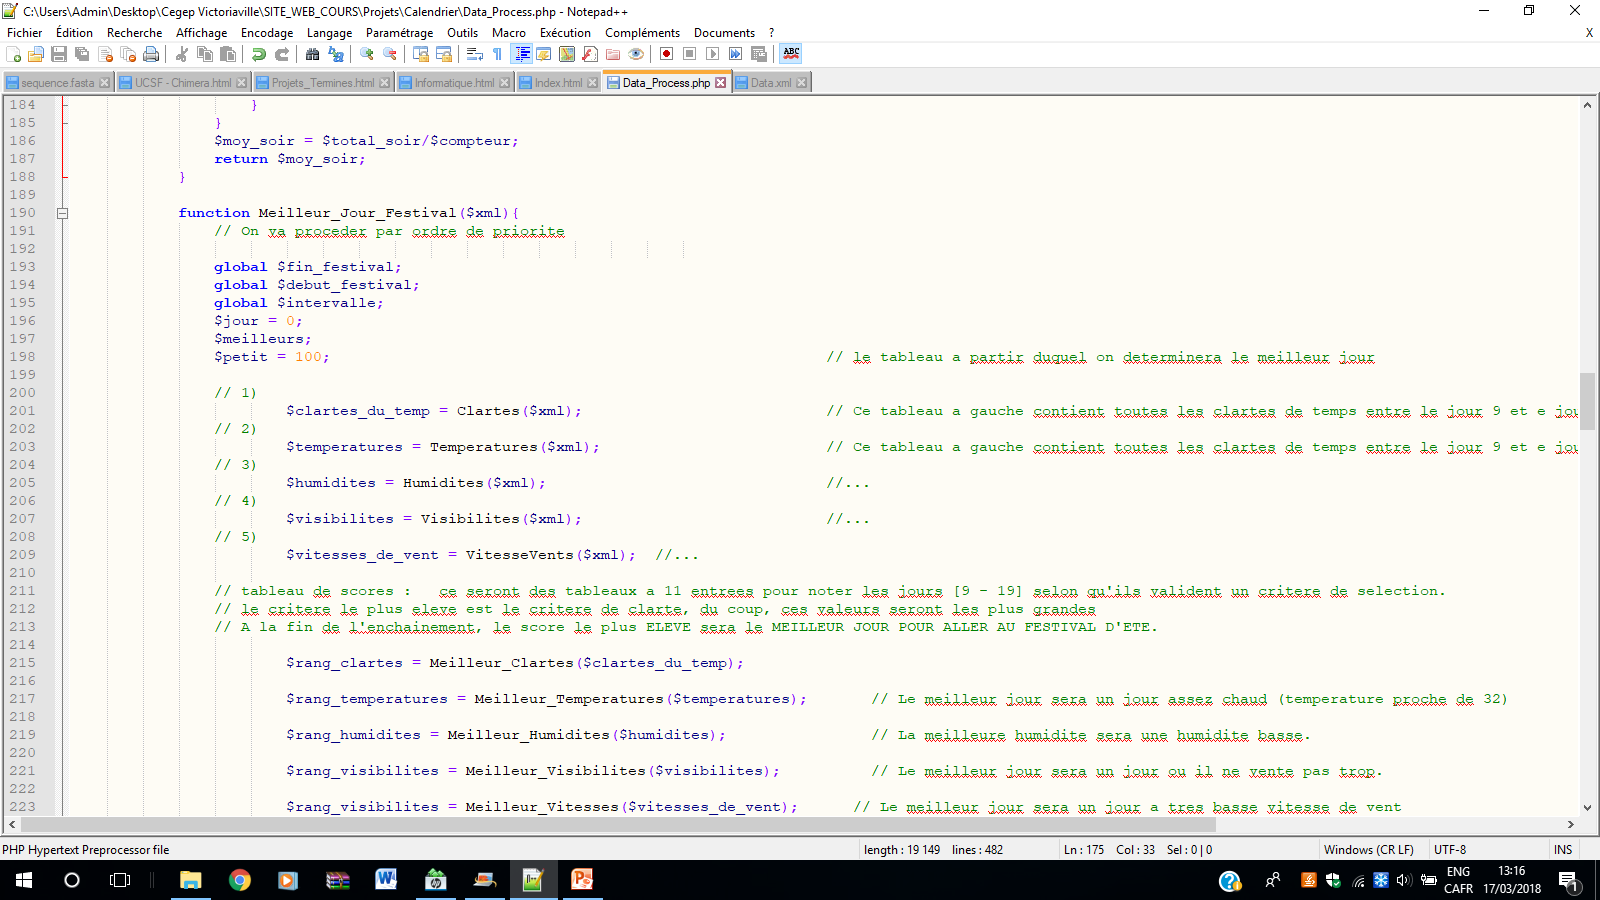 C:\Users\Admin\Desktop\Cegep Victoriaville\SITE_WEB_COURS\Projets\Calendrier\Data_Process.php - Notepad++
Fichier Édition Recherche Affichage Encodage Langage Paramétrage Outils Macro Exécution Compléments Documents ? X
ABC
sequence.fasta UCSF - Chimera.html Projets_Termines.html Informatique.html Index.html Data_Process.php Data.xml
184 }
185 }
186 $moy_soir = $total_soir/$compteur;
187 return $moy_soir;
188 }
189
190 function Meilleur_Jour_Festival($xml){
191 // On va proceder par ordre de priorite
192
193 global $fin_festival;
194 global $debut_festival;
195 global $intervalle;
196 $jour = 0;
197 $meilleurs;
198 $petit = 100; // le tableau a partir duquel on determinera le meilleur jour
199
200 // 1)
201 $clartes_du_temp = Clartes($xml); // Ce tableau a gauche contient toutes les clartes de temps entre le jour 9 et e jou
202 // 2)
203 $temperatures = Temperatures($xml); // Ce tableau a gauche contient toutes les clartes de temps entre le jour 9 et e jou
204 // 3)
205 $humidites = Humidites($xml); //...
206 // 4)
207 $visibilites = Visibilites($xml); //...
208 // 5)
209 $vitesses_de_vent = VitesseVents($xml); //...
210
211 // tableau de scores : ce seront des tableaux a 11 entrees pour noter les jours [9 - 19] selon qu'ils valident un critere de selection.
212 // le critere le plus eleve est le critere de clarte, du coup, ces valeurs seront les plus grandes
213 // A la fin de l'enchainement, le score le plus ELEVE sera le MEILLEUR JOUR POUR ALLER AU FESTIVAL D'ETE.
214
215 $rang_clartes = Meilleur_Clartes($clartes_du_temp);
216
217 $rang_temperatures = Meilleur_Temperatures($temperatures); // Le meilleur jour sera un jour assez chaud (temperature proche de 32)
218
219 $rang_humidites = Meilleur_Humidites($humidites); // La meilleure humidite sera une humidite basse.
220
221 $rang_visibilites = Meilleur_Visibilites($visibilites); // Le meilleur jour sera un jour ou il ne vente pas trop.
222
223 $rang_visibilites = Meilleur_Vitesses($vitesses_de_vent); // Le meilleur jour sera un jour a tres basse vitesse de vent
PHP Hypertext Preprocessor file length : 19 149 lines : 482 Ln : 175 Col : 33 Sel : 0 | 0 Windows (CR LF) UTF-8 INS
ENG 13:16
CAFR 17/03/2018 1